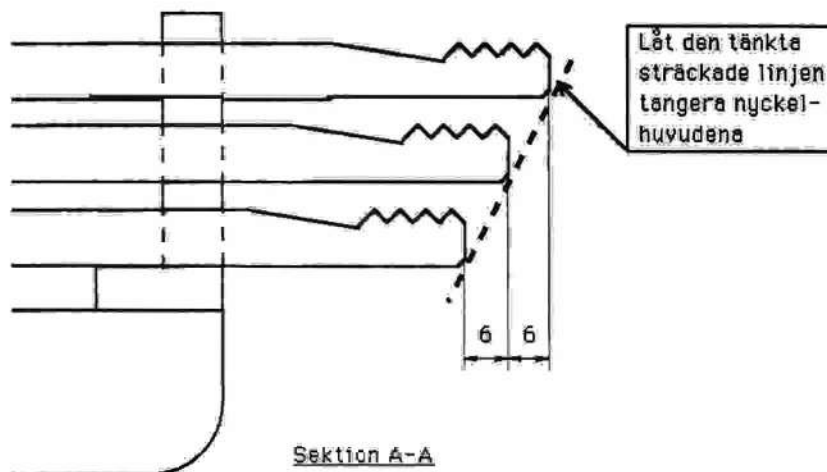 Låt den tänkta
sträckade linjen
tangera nyckel-
huvudena
6 6
Sektion A-A